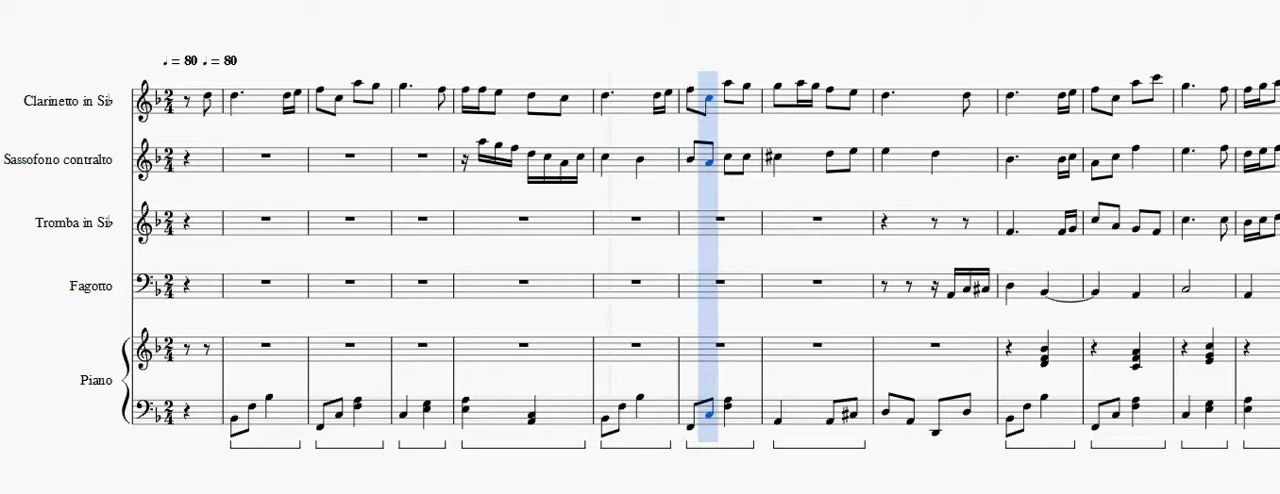 ♩. = 80 ♩. = 80
Clarinetto in Si♭
Sassofono contralto
Tromba in Si♭
Fagotto
Piano